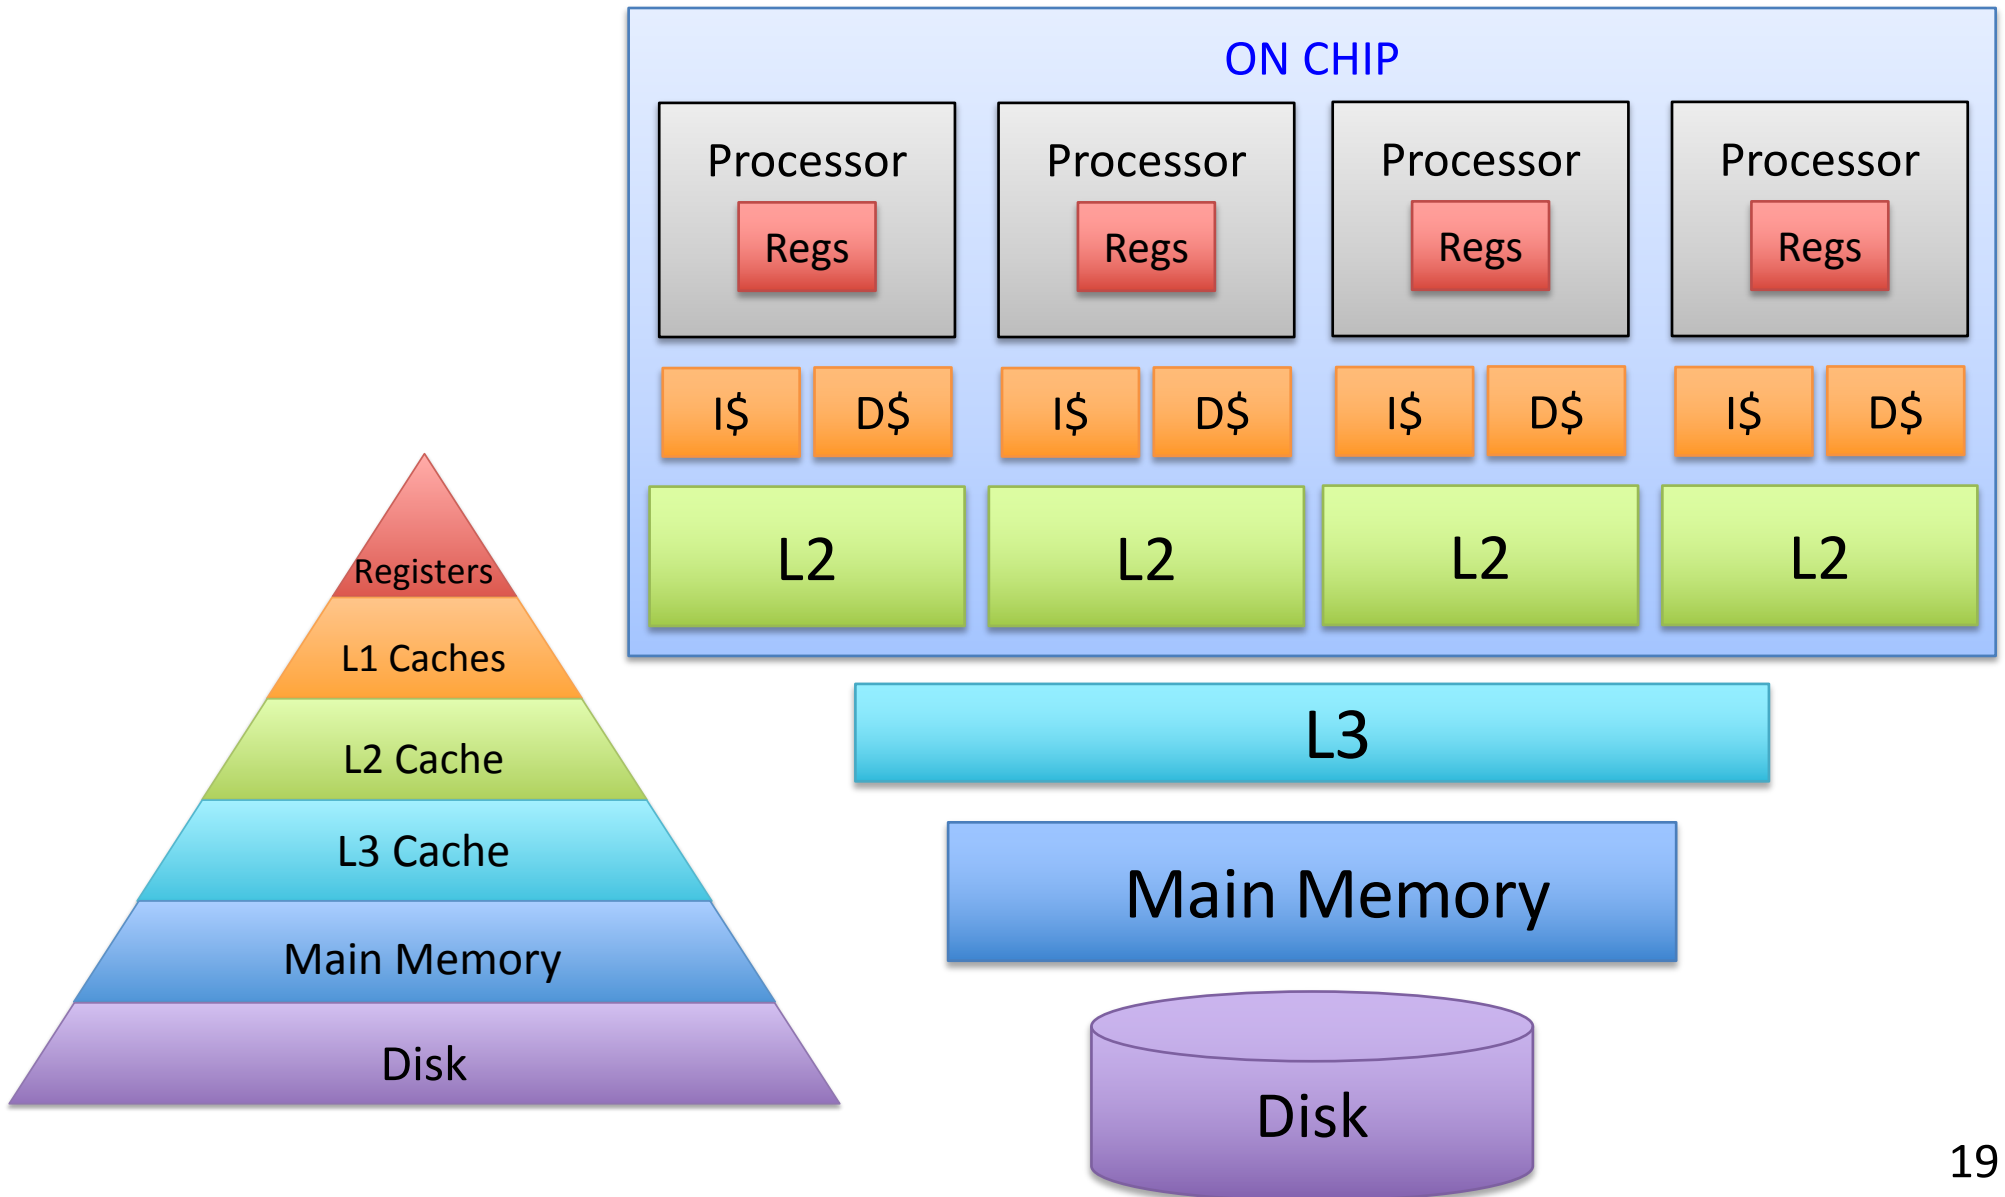 ON CHIP
Processor
Regs
I$ D$
L2
Processor
Regs
I$ D$
L2
Processor
Regs
I$ D$
L2
Processor
Regs
I$ D$
L2
L3
Main Memory
Disk
Registers
L1 Caches
L2 Cache
L3 Cache
Main Memory
Disk
19